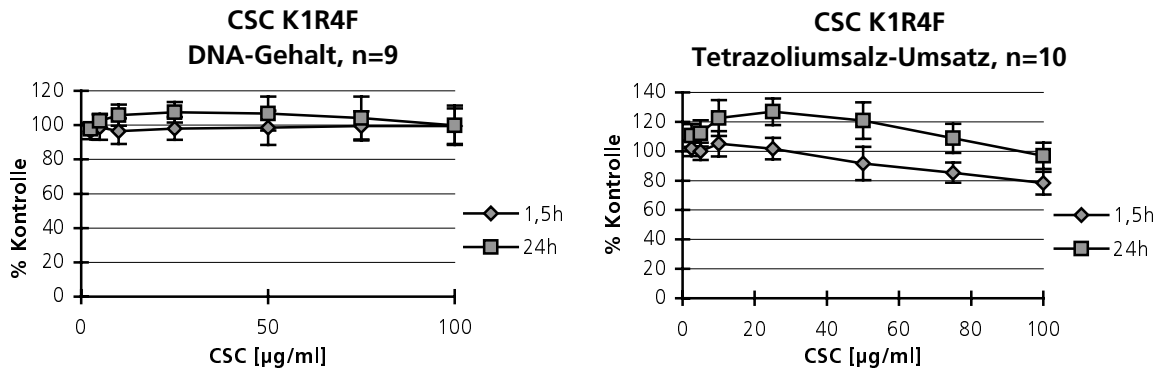 CSC K1R4F
DNA-Gehalt, n=9
120
100
80
60
40
20
0
% Kontrolle
0 50 100
CSC [µg/ml]
1,5h
24h
CSC K1R4F
Tetrazoliumsalz-Umsatz, n=10
140
120
100
80
60
40
20
0
% Kontrolle
0 20 40 60 80 100
CSC [µg/ml]
1,5h
24h